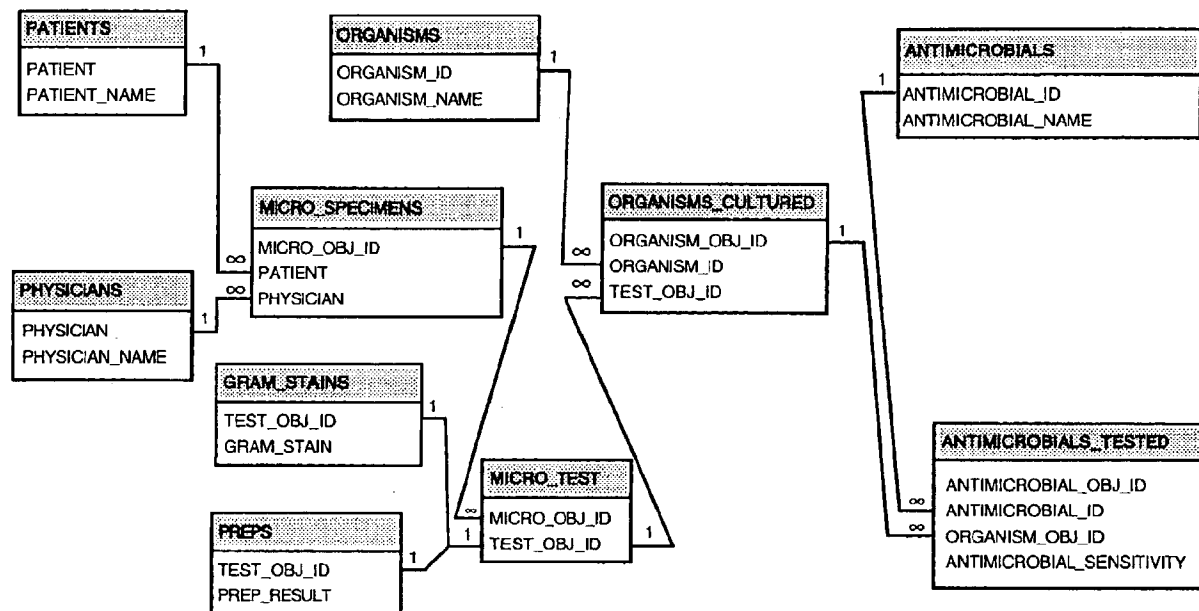 PATIENTS
PATIENT
PATIENT_NAME
1
ORGANISMS
ORGANISM_ID
ORGANISM_NAME
1
ANTIMICROBIALS
ANTIMICROBIAL_ID
ANTIMICROBIAL_NAME
1
MICRO_SPECIMENS
MICRO_OBJ_ID
PATIENT
PHYSICIAN
1
∞
∞
ORGANISMS_CULTURED
ORGANISM_OBJ_ID
ORGANISM_ID
TEST_OBJ_ID
1
∞
∞
PHYSICIANS
PHYSICIAN
PHYSICIAN_NAME
1
GRAM_STAINS
TEST_OBJ_ID
GRAM_STAIN
1
MICRO_TEST
MICRO_OBJ_ID
TEST_OBJ_ID
∞
1
1
PREPS
TEST_OBJ_ID
PREP_RESULT
1
ANTIMICROBIALS_TESTED
ANTIMICROBIAL_OBJ_ID
ANTIMICROBIAL_ID
ORGANISM_OBJ_ID
ANTIMICROBIAL_SENSITIVITY
∞
∞